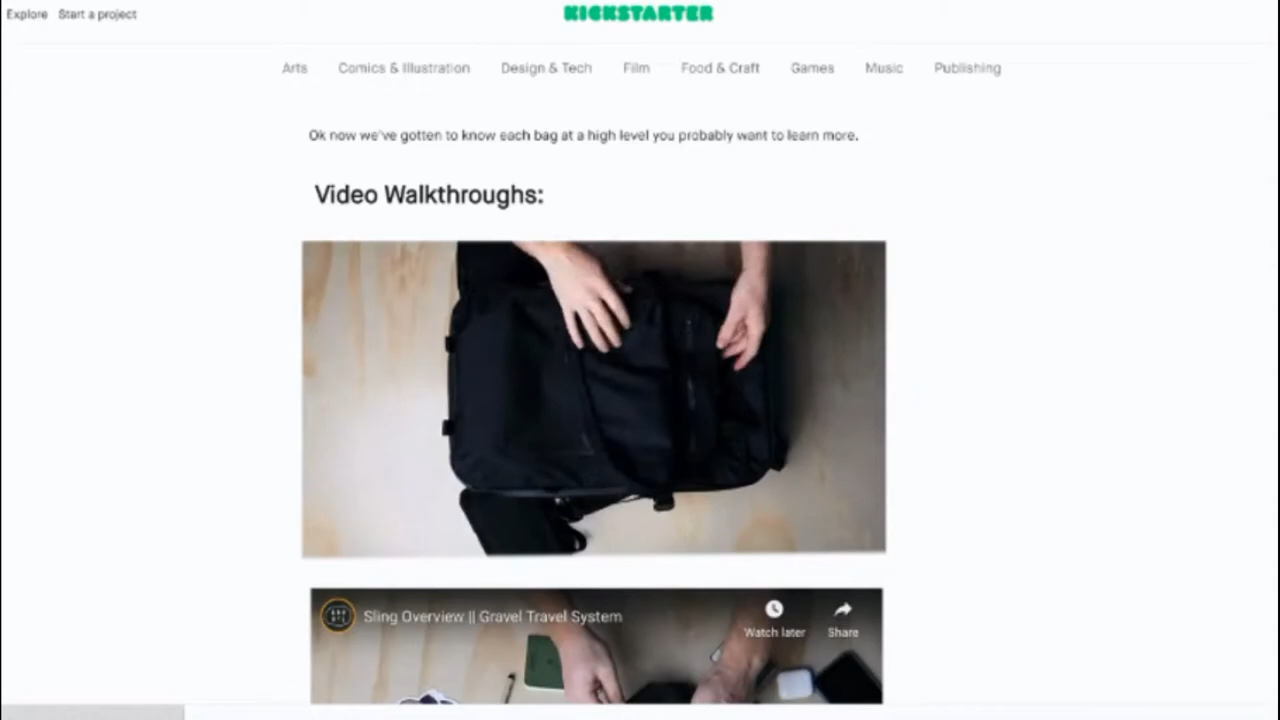 Explore Start a project
KICKSTARTER
Arts Comics & Illustration Design & Tech Film Food & Craft Games Music Publishing
Ok now we've gotten to know each bag at a high level you probably want to learn more.
Video Walkthroughs:
Sling Overview || Gravel Travel System
Watch later Share